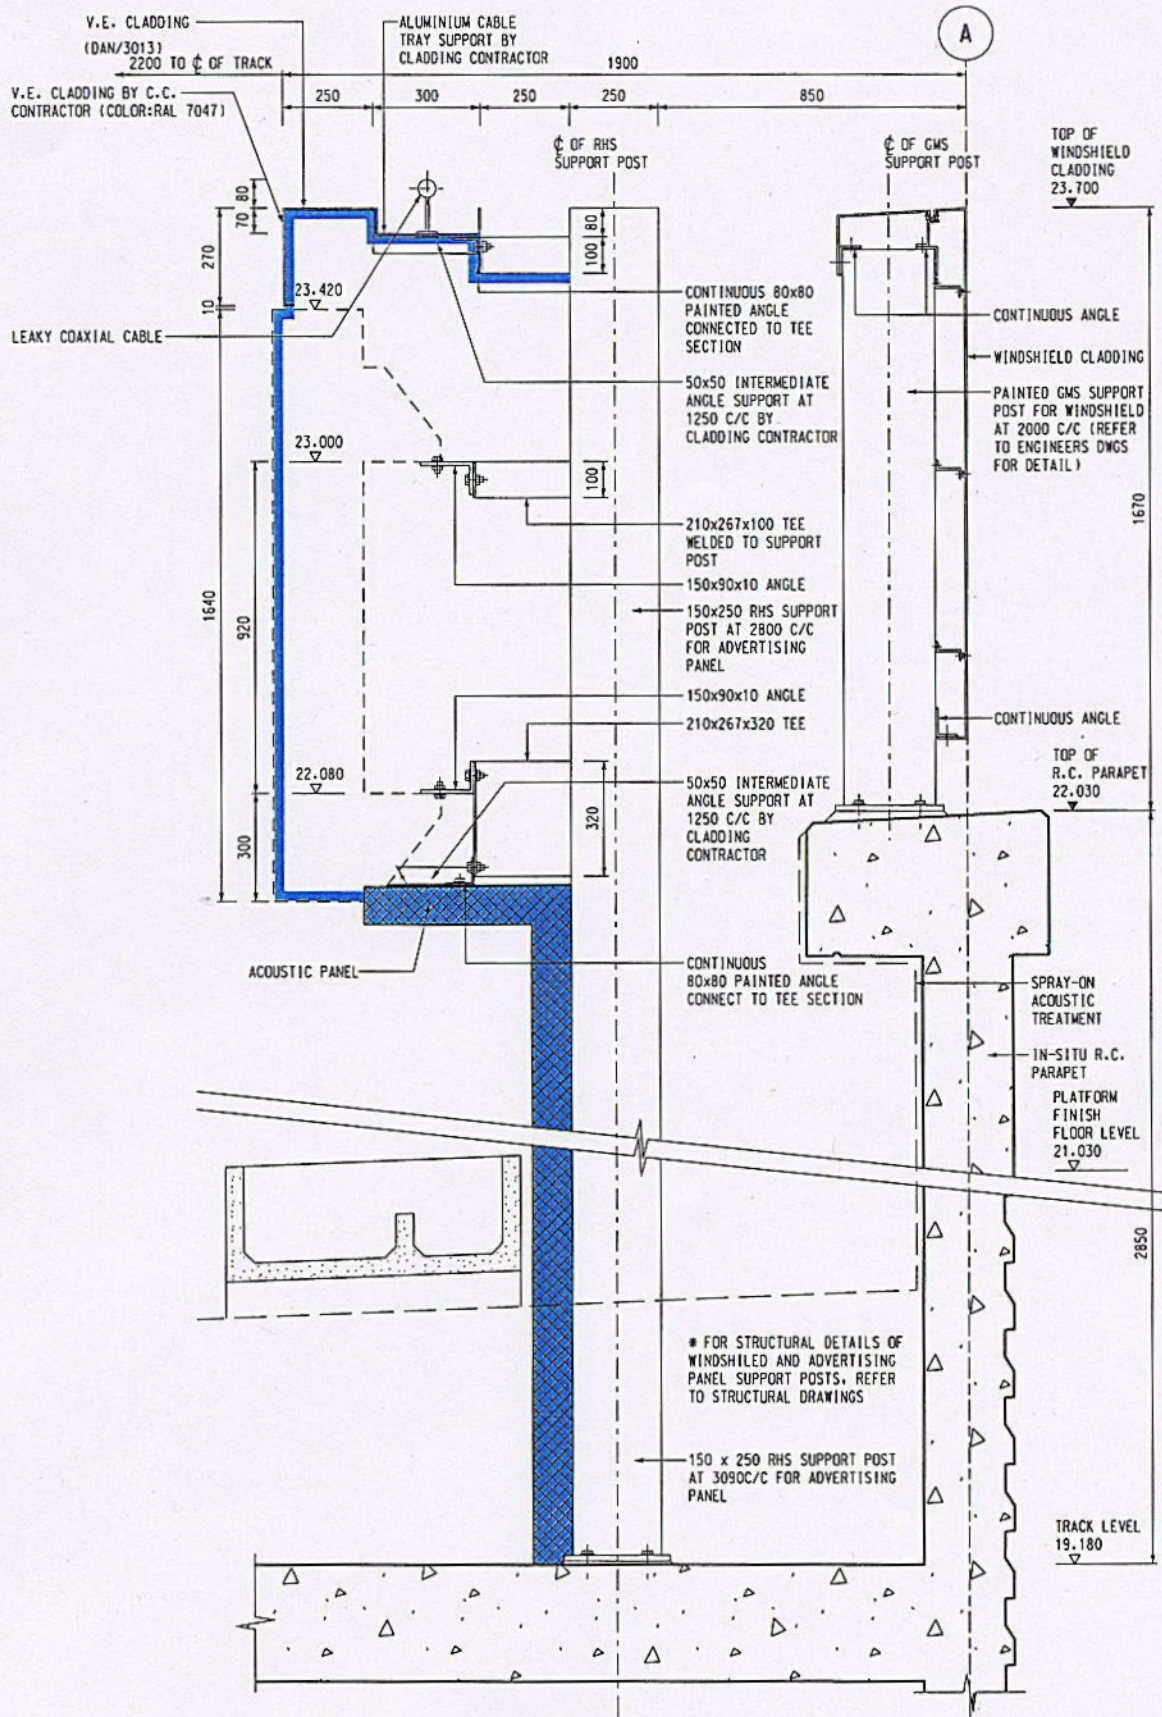 V.E. CLADDING
(DAN/3013)
2200 TO ℄ OF TRACK
V.E. CLADDING BY C.C.
CONTRACTOR (COLOR:RAL 7047)
ALUMINIUM CABLE
TRAY SUPPORT BY
CLADDING CONTRACTOR
1900
A
250
300
250
250
850
℄ OF RHS
SUPPORT POST
℄ OF GMS
SUPPORT POST
TOP OF
WINDSHIELD
CLADDING
23.700
80
70
270
10
80
100
23.420
LEAKY COAXIAL CABLE
CONTINUOUS 80x80
PAINTED ANGLE
CONNECTED TO TEE
SECTION
CONTINUOUS ANGLE
WINDSHIELD CLADDING
50x50 INTERMEDIATE
ANGLE SUPPORT AT
1250 C/C BY
CLADDING CONTRACTOR
PAINTED GMS SUPPORT
POST FOR WINDSHIELD
AT 2000 C/C (REFER
TO ENGINEERS DWGS
FOR DETAIL)
23.000
100
1670
210x267x100 TEE
WELDED TO SUPPORT
POST
150x90x10 ANGLE
1640
920
150x250 RHS SUPPORT
POST AT 2800 C/C
FOR ADVERTISING
PANEL
150x90x10 ANGLE
210x267x320 TEE
CONTINUOUS ANGLE
22.080
TOP OF
R.C. PARAPET
22.030
50x50 INTERMEDIATE
ANGLE SUPPORT AT
1250 C/C BY
CLADDING
CONTRACTOR
300
320
ACOUSTIC PANEL
CONTINUOUS
80x80 PAINTED ANGLE
CONNECT TO TEE SECTION
SPRAY-ON
ACOUSTIC
TREATMENT
IN-SITU R.C.
PARAPET
PLATFORM
FINISH
FLOOR LEVEL
21.030
2850
* FOR STRUCTURAL DETAILS OF
WINDSHILED AND ADVERTISING
PANEL SUPPORT POSTS, REFER
TO STRUCTURAL DRAWINGS
150 x 250 RHS SUPPORT POST
AT 3090C/C FOR ADVERTISING
PANEL
TRACK LEVEL
19.180